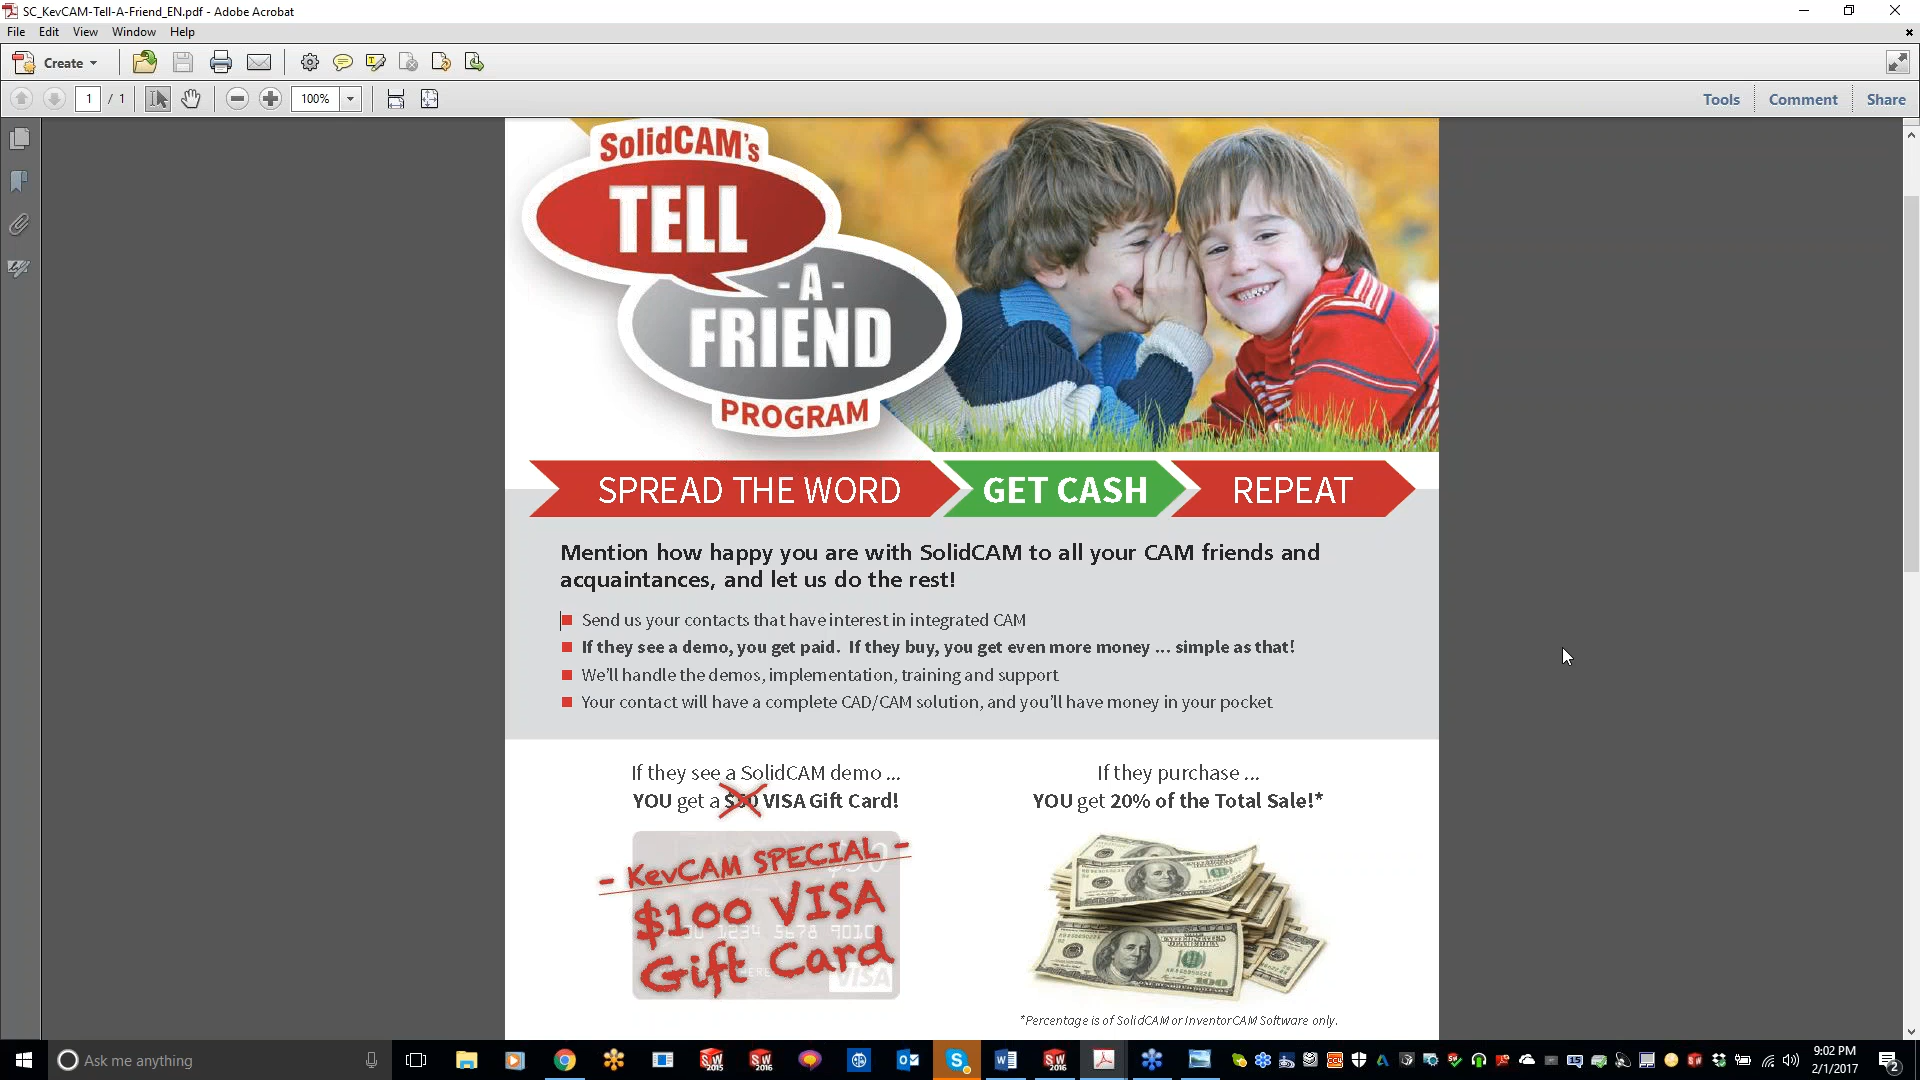 SC_KevCAM-Tell-A-Friend_EN.pdf - Adobe Acrobat
File Edit View Window Help
Create
1 / 1
100%
Tools Comment Share
SolidCAM's
TELL
- A -
FRIEND
PROGRAM
SPREAD THE WORD GET CASH REPEAT
Mention how happy you are with SolidCAM to all your CAM friends and
acquaintances, and let us do the rest!
Send us your contacts that have interest in integrated CAM
If they see a demo, you get paid. If they buy, you get even more money ... simple as that!
We'll handle the demos, implementation, training and support
Your contact will have a complete CAD/CAM solution, and you'll have money in your pocket
If they see a SolidCAM demo ...
YOU get a $50 VISA Gift Card!
- KevCAM SPECIAL -
$100 VISA
Gift Card
1234 5678 9010
VISA
If they purchase ...
YOU get 20% of the Total Sale!*
100
*Percentage is of SolidCAM or InventorCAM Software only.
Ask me anything
9:02 PM
2/1/2017